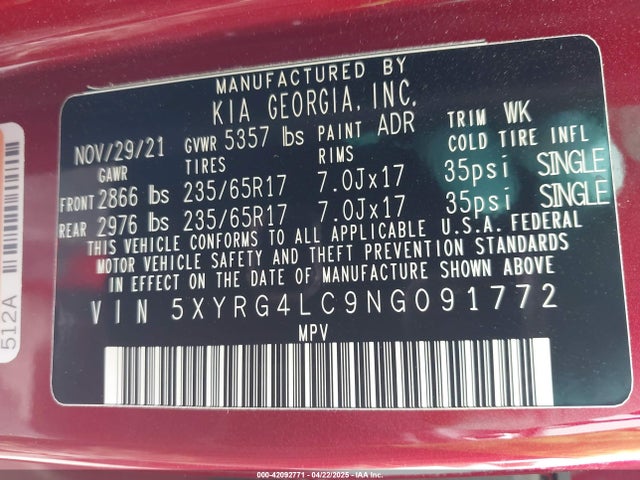 MANUFACTURED BY
KIA GEORGIA, INC.
NOV/29/21 GVWR 5357 lbs PAINT ADR TRIM WK
GAWR TIRES RIMS COLD TIRE INFL
FRONT 2866 lbs 235/65R17 7.0Jx17 35psi SINGLE
REAR 2976 lbs 235/65R17 7.0Jx17 35psi SINGLE
THIS VEHICLE CONFORMS TO ALL APPLICABLE U.S.A. FEDERAL
MOTOR VEHICLE SAFETY AND THEFT PREVENTION STANDARDS
IN EFFECT ON THE DATE OF MANUFACTURE SHOWN ABOVE
VIN 5XYRG4LC9NG091772
MPV
512A
000-42092771 - 04/22/2025 - IAA Inc.